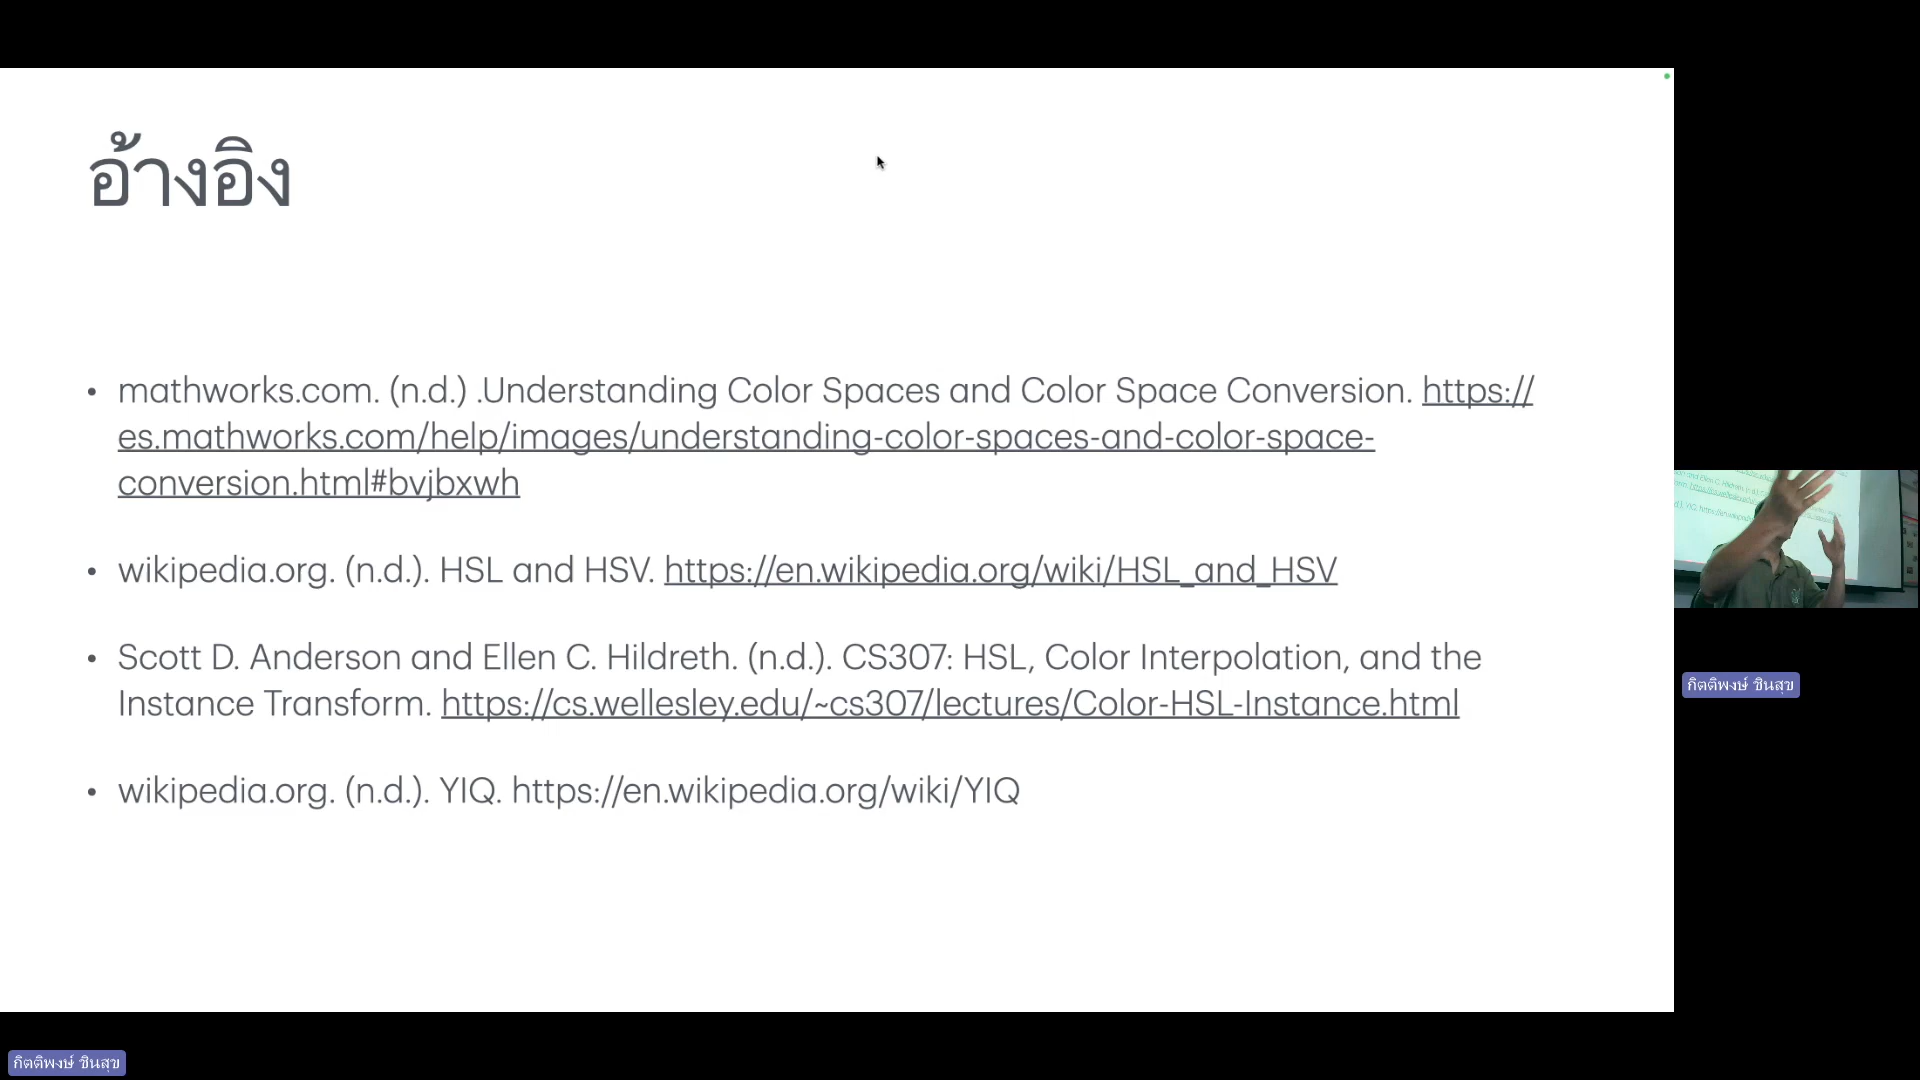 อ้างอิง
• mathworks.com. (n.d.) .Understanding Color Spaces and Color Space Conversion. https://
es.mathworks.com/help/images/understanding-color-spaces-and-color-space-
conversion.html#bvjbxwh
• wikipedia.org. (n.d.). HSL and HSV. https://en.wikipedia.org/wiki/HSL_and_HSV
• Scott D. Anderson and Ellen C. Hildreth. (n.d.). CS307: HSL, Color Interpolation, and the
Instance Transform. https://cs.wellesley.edu/~cs307/lectures/Color-HSL-Instance.html
• wikipedia.org. (n.d.). YIQ. https://en.wikipedia.org/wiki/YIQ
กิตติพงษ์ ชินสุข
กิตติพงษ์ ชินสุข